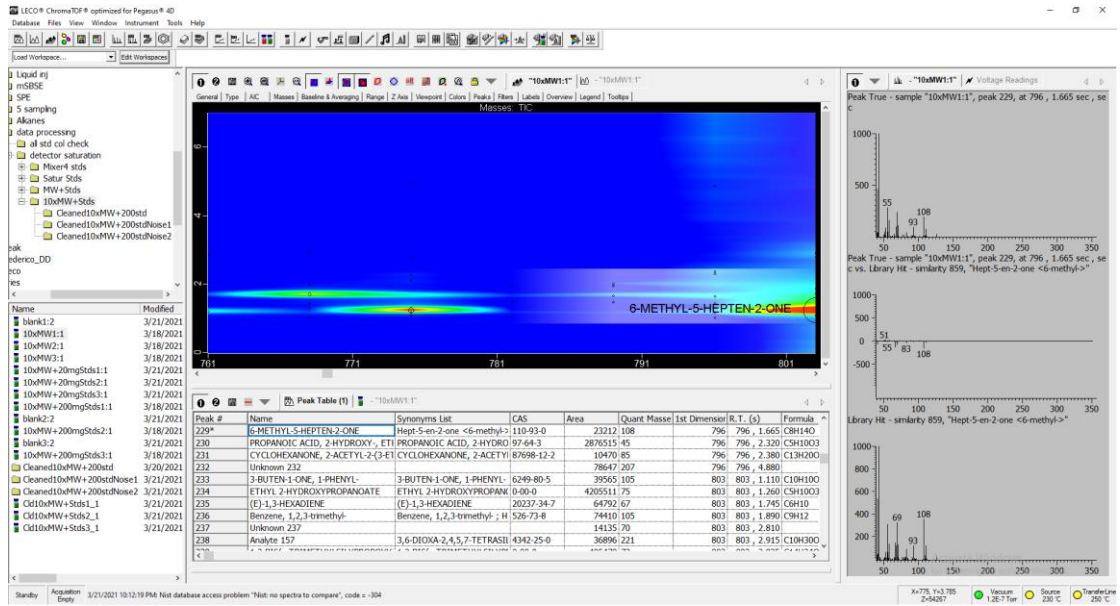 LECO® ChromaTOF® optimized for Pegasus® 4D
Database Files View Window Instrument Tools Help
Load Workspace...
Edit Workspaces
Liquid inj
mSBSE
SPE
5 sampling
Alkanes
data processing
all std col check
detector saturation
Mixer4 stds
Satur Stds
MW+Stds
10xMW+Stds
Cleaned10xMW+200std
Cleaned10xMW+200stdNoise1
Cleaned10xMW+200stdNoise2
eak
ederico_DD
eco
ries
Name Modified
blank1:2 3/21/2021
10xMW1:1 3/18/2021
10xMW2:1 3/18/2021
10xMW3:1 3/18/2021
10xMW+20mgStds1:1 3/18/2021
10xMW+20mgStds2:1 3/21/2021
10xMW+20mgStds3:1 3/21/2021
10xMW+200mgStds1:1 3/18/2021
blank2:2 3/21/2021
10xMW+200mgStds2:1 3/18/2021
blank3:2 3/21/2021
10xMW+200mgStds3:1 3/18/2021
Cleaned10xMW+200std 3/20/2021
Cleaned10xMW+200stdNoise1 3/21/2021
Cleaned10xMW+200stdNoise2 3/21/2021
Cld10xMW+Stds1_1 3/21/2021
Cld10xMW+Stds2_1 3/21/2021
Cld10xMW+Stds3_1 3/21/2021
"10xMW1:1" - "10xMW1:1"
General Type AIC Masses Baseline & Averaging Range Z Axis Viewpoint Colors Peaks Filters Labels Overview Legend Tooltips
Masses: TIC
6
4
2
0
6-METHYL-5-HEPTEN-2-ONE
761 771 781 791 801
Peak Table (1) - "10xMW1:1"
Peak # Name Synonyms List CAS Area Quant Masse 1st Dimension R.T. (s) Formula
229* 6-METHYL-5-HEPTEN-2-ONE Hept-5-en-2-one <6-methyl-> 110-93-0 23212 108 796 796 , 1.665 C8H14O
230 PROPANOIC ACID, 2-HYDROXY-, ETI PROPANOIC ACID, 2-HYDRO 97-64-3 2876515 45 796 796 , 2.320 C5H10O3
231 CYCLOHEXANONE, 2-ACETYL-2-(3-ET CYCLOHEXANONE, 2-ACETYI 87698-12-2 10470 85 796 796 , 2.380 C13H20O
232 Unknown 232 78647 207 796 796 , 4.880
233 3-BUTEN-1-ONE, 1-PHENYL- 3-BUTEN-1-ONE, 1-PHENYL- 6249-80-5 39565 105 803 803 , 1.110 C10H10O
234 ETHYL 2-HYDROXYPROPANOATE ETHYL 2-HYDROXYPROPAN( 0-00-0 4205511 75 803 803 , 1.260 C5H10O3
235 (E)-1,3-HEXADIENE (E)-1,3-HEXADIENE 20237-34-7 64792 67 803 803 , 1.745 C6H10
236 Benzene, 1,2,3-trimethyl- Benzene, 1,2,3-trimethyl- ; H 526-73-8 74410 105 803 803 , 1.890 C9H12
237 Unknown 237 14135 70 803 803 , 2.810
238 Analyte 157 3,6-DIOXA-2,4,5,7-TETRASIL 4342-25-0 36896 221 803 803 , 2.915 C10H30O
- "10xMW1:1" Voltage Readings
Peak True - sample "10xMW1:1", peak 229, at 796 , 1.665 sec , se
c
1000
500
55 93 108
50 100 150 200 250 300 350
Peak True - sample "10xMW1:1", peak 229, at 796 , 1.665 sec , se
c vs. Library Hit - similarity 859, "Hept-5-en-2-one <6-methyl->"
1000
500
0
-500
51 55 83 108
50 100 150 200 250 300 350
Library Hit - similarity 859, "Hept-5-en-2-one <6-methyl->"
1000
800
600
400
200
69 93 108
50 100 150 200 250 300 350
Standby
Acquisition
Empty
3/21/2021 10:12:19 PM: Nist database access problem "Nist: no spectra to compare", code = -304
X=775, Y=3.785
Z=54267
Vacuum
1.2E-7 Torr
Source
230 °C
TransferLine
250 °C